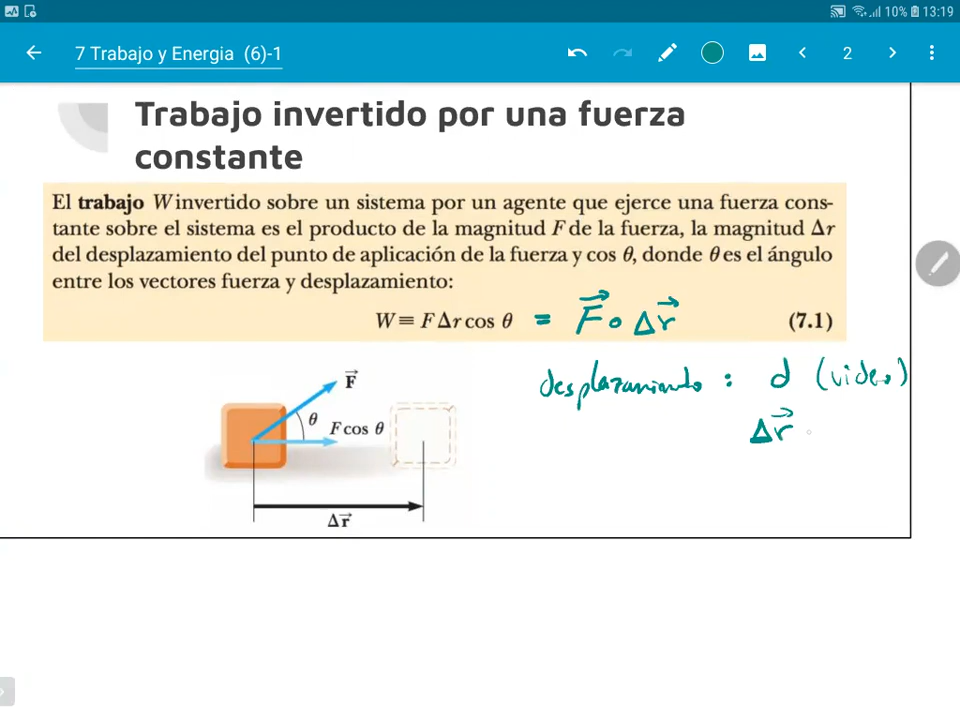 10% 13:19
7 Trabajo y Energia (6)-1
2
Trabajo invertido por una fuerza
constante
El trabajo W invertido sobre un sistema por un agente que ejerce una fuerza cons-
tante sobre el sistema es el producto de la magnitud F de la fuerza, la magnitud Δr
del desplazamiento del punto de aplicación de la fuerza y cos θ, donde θ es el ángulo
entre los vectores fuerza y desplazamiento:
W ≡ F Δr cos θ = F⃗ ∘ Δr⃗ (7.1)
desplazamiento : d (video)
Δr⃗
F⃗
θ
F cos θ
Δr⃗